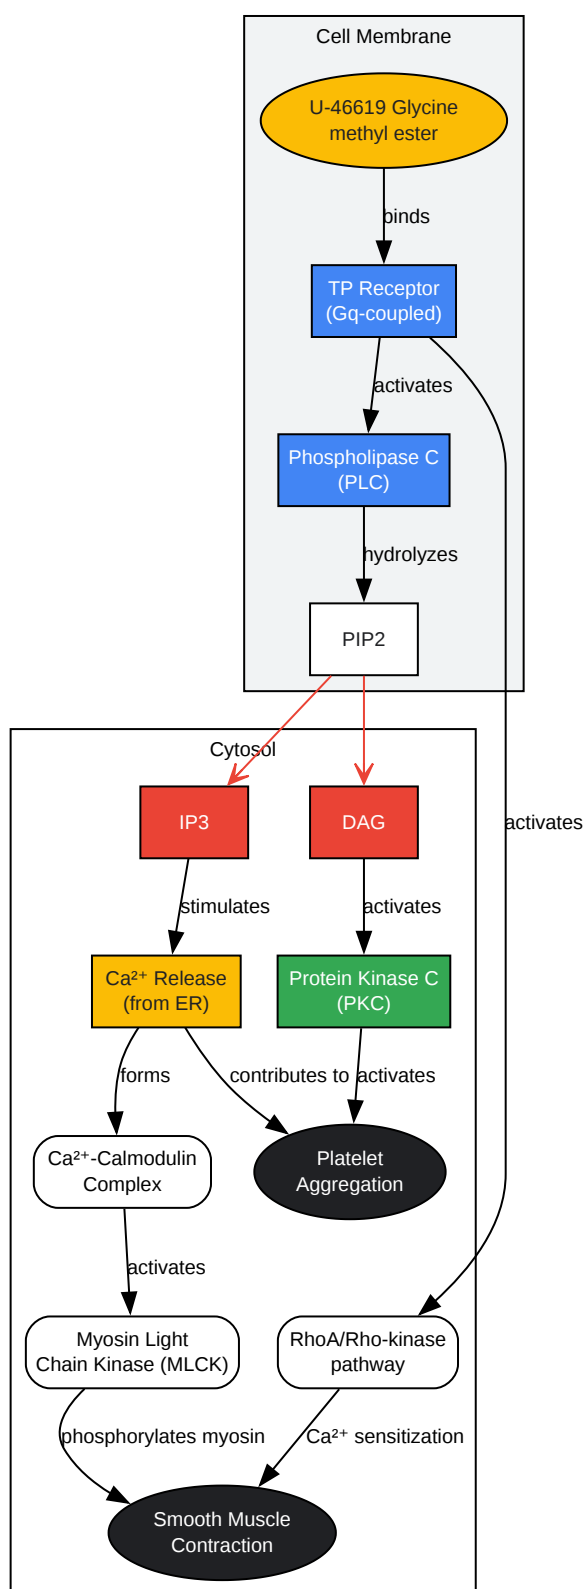 Cell Membrane
U-46619 Glycine
methyl ester
binds
TP Receptor
(Gq-coupled)
activates
Phospholipase C
(PLC)
hydrolyzes
PIP2
Cytosol
IP3
DAG
activates
stimulates
activates
Ca²⁺ Release
(from ER)
Protein Kinase C
(PKC)
forms
contributes to
activates
Ca²⁺-Calmodulin
Complex
Platelet
Aggregation
activates
Myosin Light
Chain Kinase (MLCK)
RhoA/Rho-kinase
pathway
phosphorylates myosin
Ca²⁺ sensitization
Smooth Muscle
Contraction